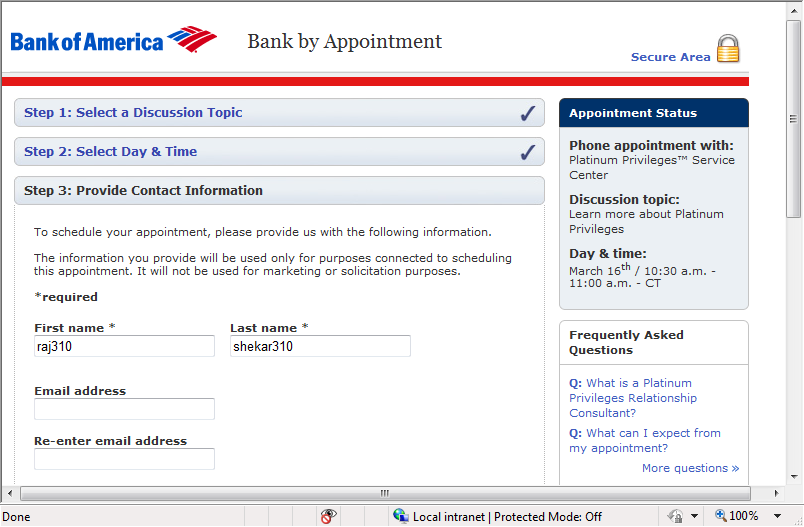 Bank of America
Bank by Appointment
Secure Area
Step 1: Select a Discussion Topic
Step 2: Select Day & Time
Step 3: Provide Contact Information
To schedule your appointment, please provide us with the following information.
The information you provide will be used only for purposes connected to scheduling
this appointment. It will not be used for marketing or solicitation purposes.
*required
First name *
Last name *
raj310
shekar310
Email address
Re-enter email address
Appointment Status
Phone appointment with:
Platinum Privileges™ Service
Center
Discussion topic:
Learn more about Platinum
Privileges
Day & time:
March 16th / 10:30 a.m. -
11:00 a.m. - CT
Frequently Asked
Questions
Q: What is a Platinum
Privileges Relationship
Consultant?
Q: What can I expect from
my appointment?
More questions »
Done
Local intranet | Protected Mode: Off
100%